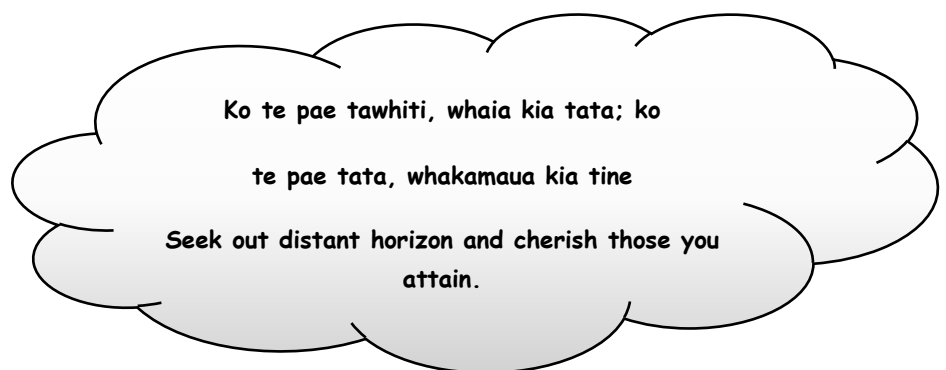 Ko te pae tawhiti, whaia kia tata; ko
te pae tata, whakamaua kia tine
Seek out distant horizon and cherish those you
attain.